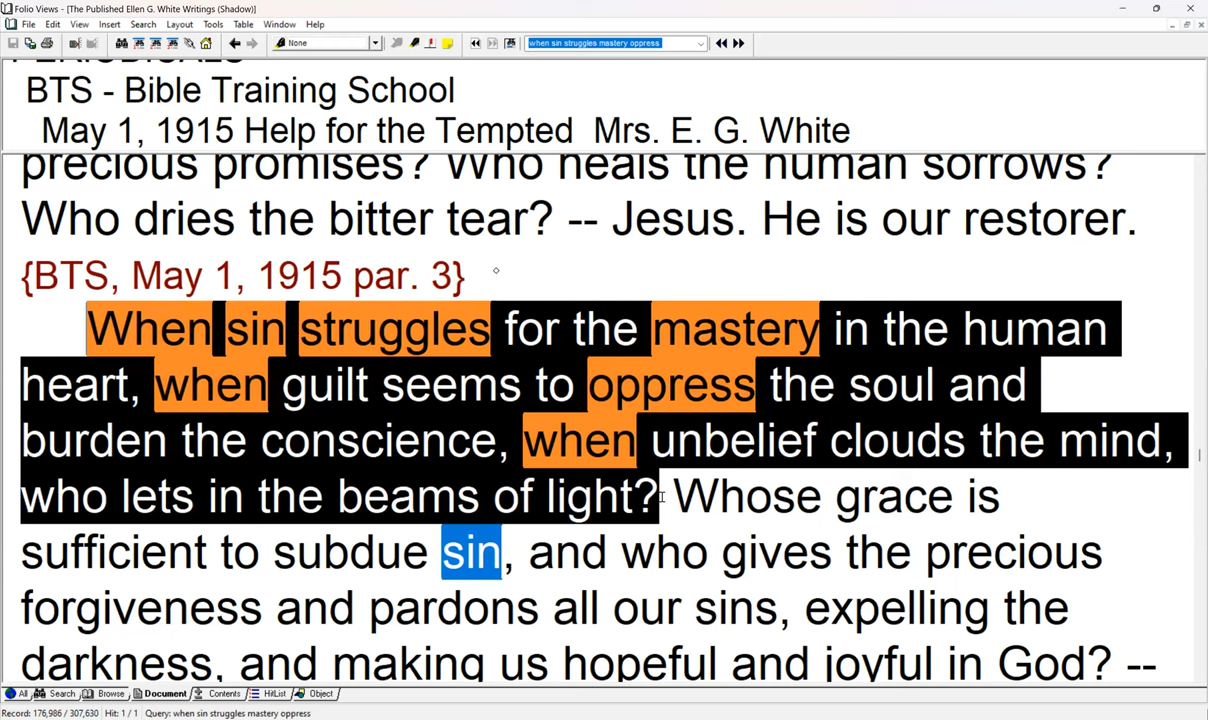 Folio Views - [The Published Ellen G. White Writings (Shadow)]
File Edit View Insert Search Layout Tools Table Window Help
None when sin struggles mastery oppress
BTS - Bible Training School
May 1, 1915 Help for the Tempted Mrs. E. G. White
precious promises? Who heals the human sorrows?
Who dries the bitter tear? -- Jesus. He is our restorer.
{BTS, May 1, 1915 par. 3}
When sin struggles for the mastery in the human
heart, when guilt seems to oppress the soul and
burden the conscience, when unbelief clouds the mind,
who lets in the beams of light? Whose grace is
sufficient to subdue sin, and who gives the precious
forgiveness and pardons all our sins, expelling the
darkness, and making us hopeful and joyful in God? --
All Search Browse Document Contents HitList Object
Record: 176,986 / 307,630 Hit: 1 / 1 Query: when sin struggles mastery oppress